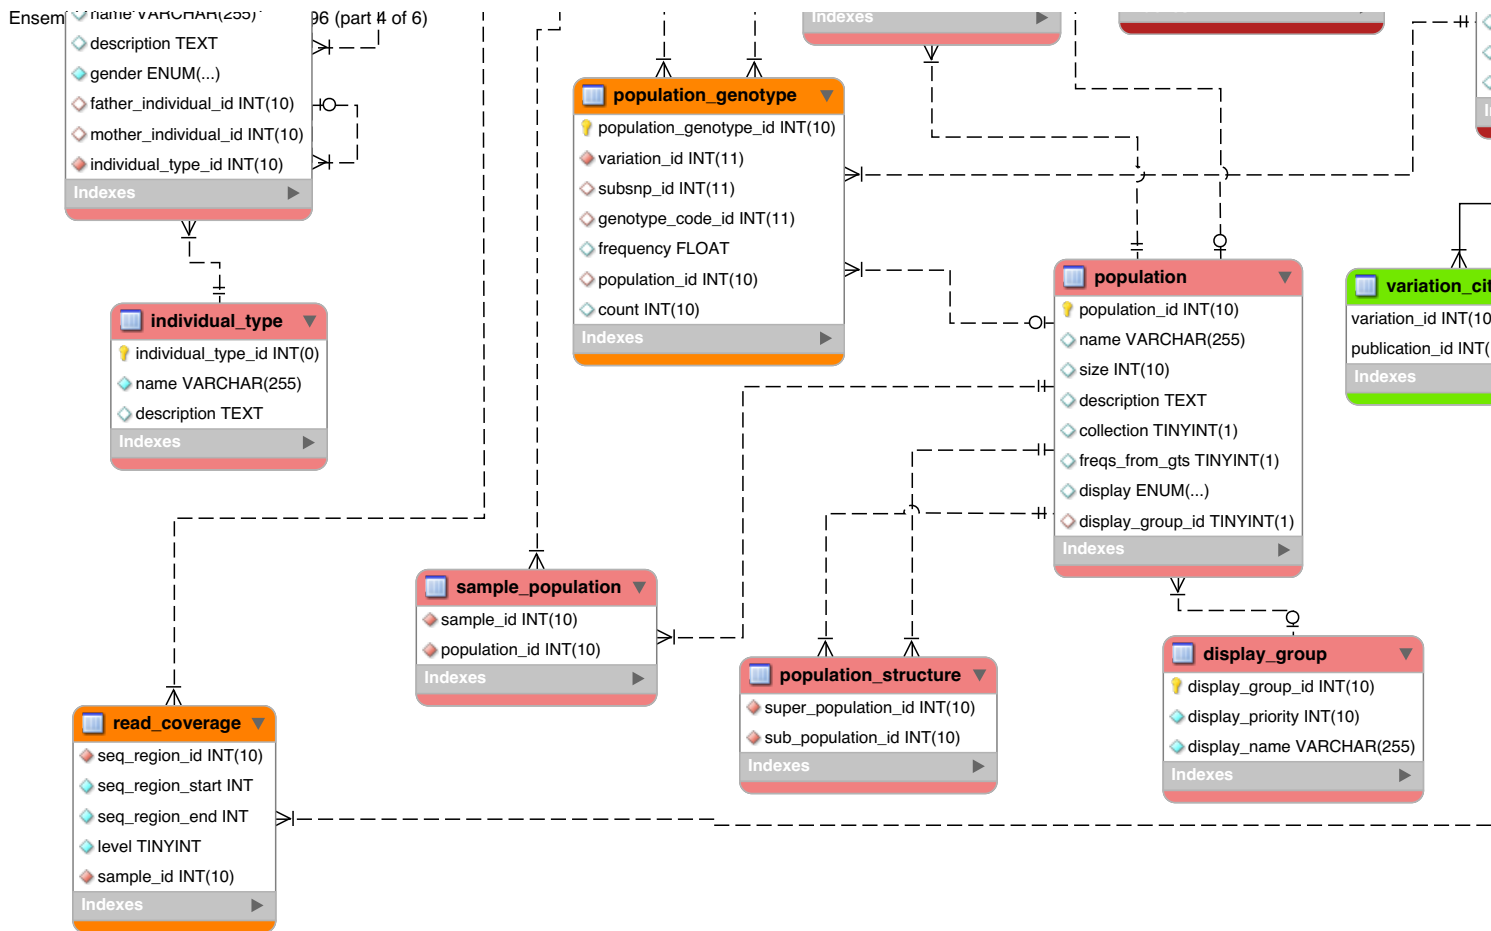 Ensem
96 (part 4 of 6)
name VARCHAR(255)
description TEXT
gender ENUM(...)
father_individual_id INT(10)
mother_individual_id INT(10)
individual_type_id INT(10)
Indexes
individual_type
individual_type_id INT(0)
name VARCHAR(255)
description TEXT
Indexes
population_genotype
population_genotype_id INT(10)
variation_id INT(11)
subsnp_id INT(11)
genotype_code_id INT(11)
frequency FLOAT
population_id INT(10)
count INT(10)
Indexes
Indexes
population
population_id INT(10)
name VARCHAR(255)
size INT(10)
description TEXT
collection TINYINT(1)
freqs_from_gts TINYINT(1)
display ENUM(...)
display_group_id TINYINT(1)
Indexes
variation_cit
variation_id INT(10
publication_id INT(
Indexes
sample_population
sample_id INT(10)
population_id INT(10)
Indexes
population_structure
super_population_id INT(10)
sub_population_id INT(10)
Indexes
display_group
display_group_id INT(10)
display_priority INT(10)
display_name VARCHAR(255)
Indexes
read_coverage
seq_region_id INT(10)
seq_region_start INT
seq_region_end INT
level TINYINT
sample_id INT(10)
Indexes